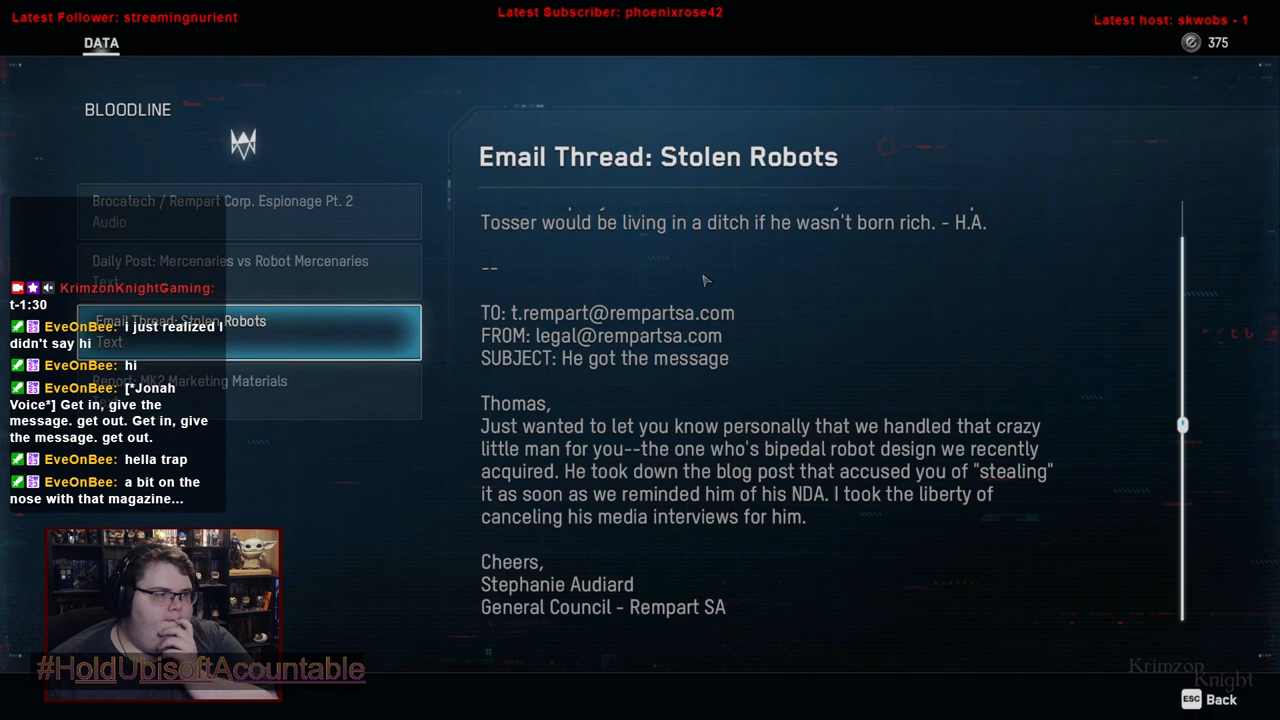 Latest Follower: streamingnurient
Latest Subscriber: phoenixrose42
Latest host: skwobs - 1
DATA
375
BLOODLINE
Brocatech / Rempart Corp. Espionage Pt. 2
Audio
Daily Post: Mercenaries vs Robot Mercenaries
Text
Email Thread: Stolen Robots
Text
Report: MK2 Marketing Materials
KrimzonKnightGaming:
t-1:30
EveOnBee: i just realized I
didn't say hi
EveOnBee: hi
EveOnBee: [*Jonah
Voice*] Get in, give the
message. get out. Get in, give
the message. get out.
EveOnBee: hella trap
EveOnBee: a bit on the
nose with that magazine...
Email Thread: Stolen Robots
Tosser would be living in a ditch if he wasn't born rich. - H.A.
--
TO: t.rempart@rempartsa.com
FROM: legal@rempartsa.com
SUBJECT: He got the message
Thomas,
Just wanted to let you know personally that we handled that crazy
little man for you--the one who's bipedal robot design we recently
acquired. He took down the blog post that accused you of "stealing"
it as soon as we reminded him of his NDA. I took the liberty of
canceling his media interviews for him.
Cheers,
Stephanie Audiard
General Council - Rempart SA
#HoldUbisoftAcountable
Krimzon
Knight
ESC Back